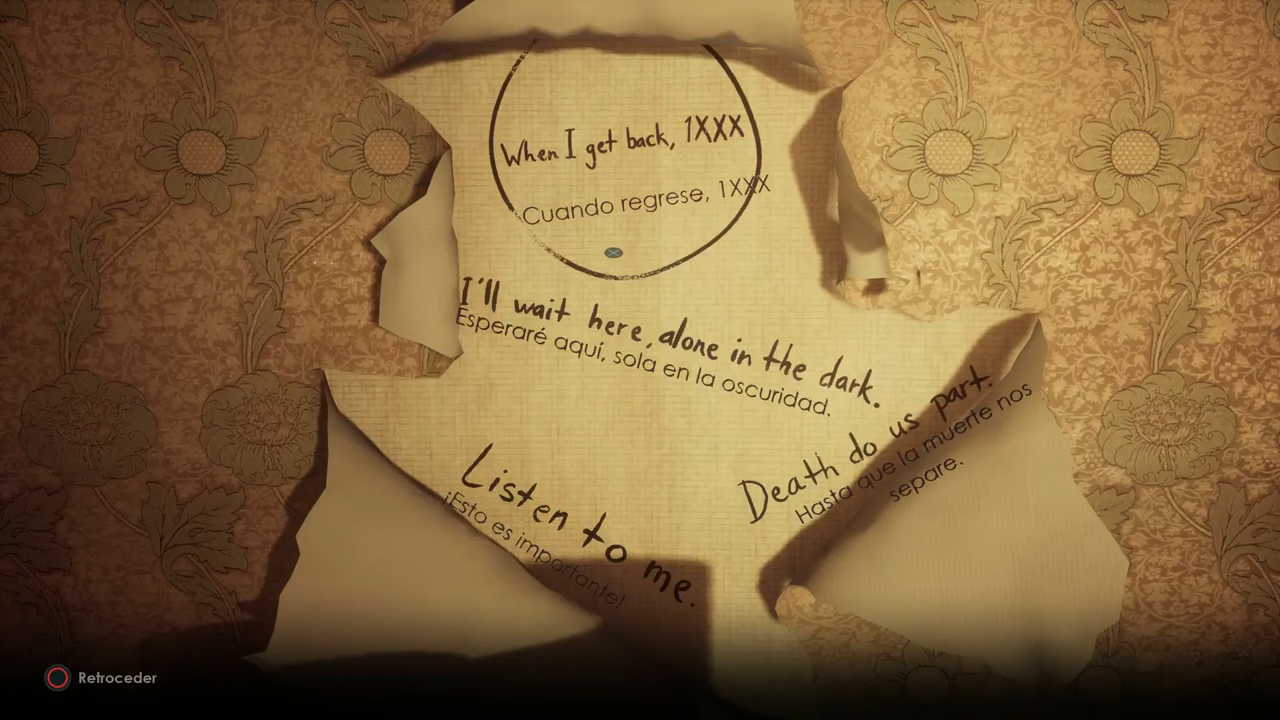 When I get back, 1XXX
Cuando regrese, 1XXX
I'll wait here, alone in the dark.
Esperaré aquí, sola en la oscuridad.
Death do us part.
Hasta que la muerte nos
separe.
Listen to me.
¡Esto es importante!
Retroceder